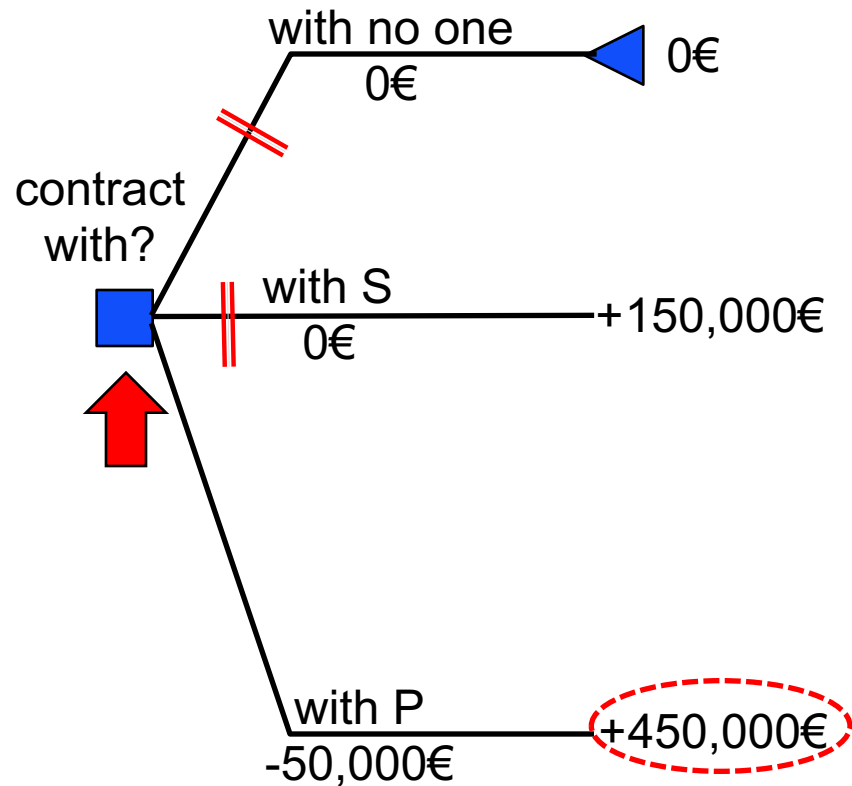 with no one
0€
0€
contract
with?
with S
0€
+150,000€
with P
-50,000€
+450,000€